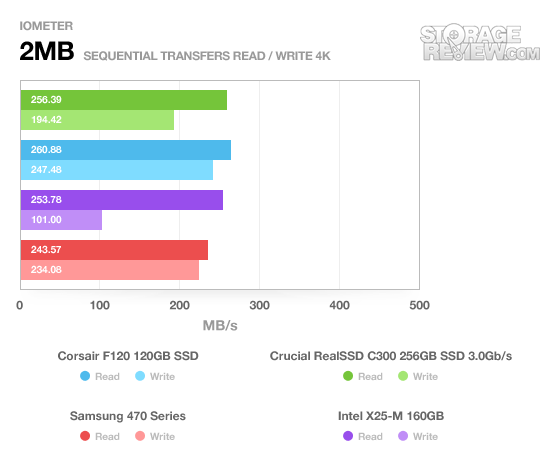 IOMETER
2MB SEQUENTIAL TRANSFERS READ / WRITE 4K
STORAGE
REVIEW.COM
256.39
194.42
260.88
247.48
253.78
101.00
243.57
234.08
0 100 200 300 400 500
MB/s
Corsair F120 120GB SSD Crucial RealSSD C300 256GB SSD 3.0Gb/s
Read Write Read Write
Samsung 470 Series Intel X25-M 160GB
Read Write Read Write